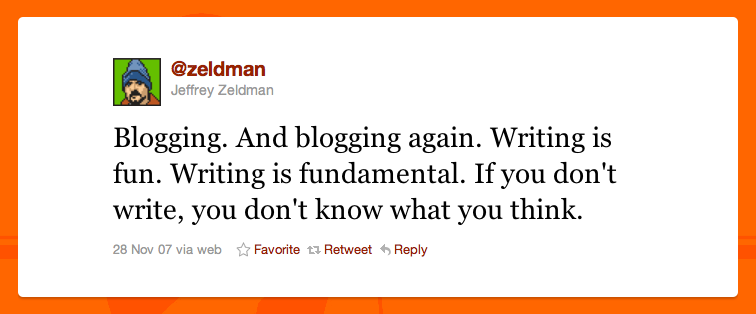 @zeldman
Jeffrey Zeldman
Blogging. And blogging again. Writing is
fun. Writing is fundamental. If you don't
write, you don't know what you think.
28 Nov 07 via web Favorite Retweet Reply